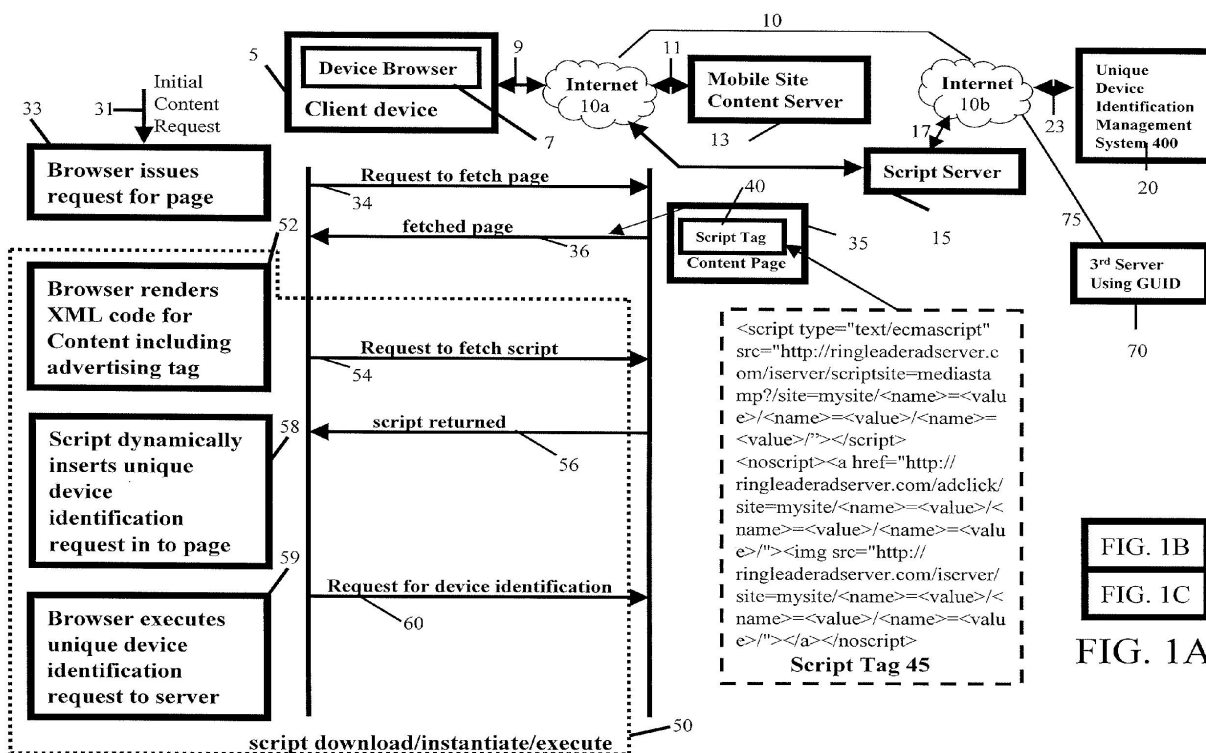 10
5
Device Browser
Client device
7
9
Internet
10a
11
Mobile Site
Content Server
13
Internet
10b
17
23
Unique
Device
Identification
Management
System 400
20
Script Server
15
75
3rd Server
Using GUID
70
33
31
Initial
Content
Request
Browser issues
request for page
Request to fetch page
34
fetched page
36
40
Script Tag
Content Page
35
52
Browser renders
XML code for
Content including
advertising tag
Request to fetch script
54
script returned
56
58
Script dynamically
inserts unique
device
identification
request in to page
59
Request for device identification
60
Browser executes
unique device
identification
request to server
50
script download/instantiate/execute
<script type="text/ecmascript"
src="http://ringleaderadserver.c
om/iserver/scriptsite=mediasta
mp?/site=mysite/<name>=<valu
e>/<name>=<value>/<name>=
<value>/"></script>
<noscript><a href="http://
ringleaderadserver.com/adclick/
site=mysite/<name>=<value>/<
name>=<value>/<name>=<valu
e>/"><img src="http://
ringleaderadserver.com/iserver/
site=mysite/<name>=<value>/<
name>=<value>/<name>=<valu
e>/"></a></noscript>
Script Tag 45
FIG. 1B
FIG. 1C
FIG. 1A